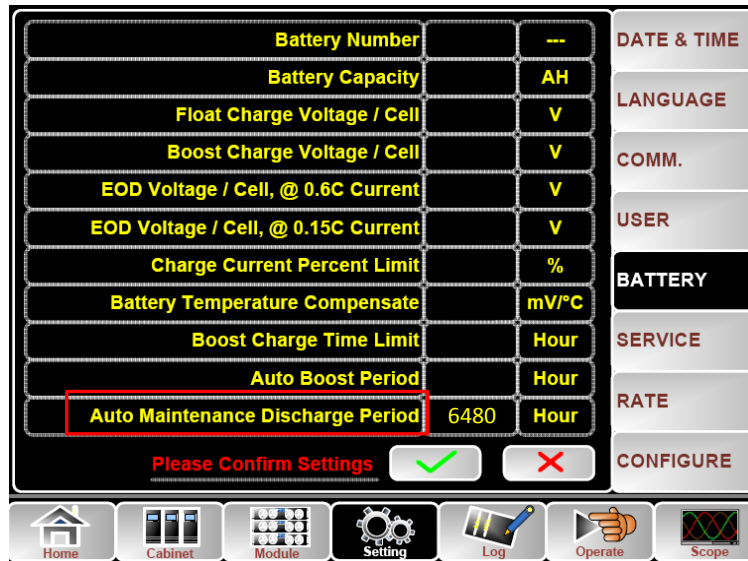 Battery Number ---
Battery Capacity AH
Float Charge Voltage / Cell V
Boost Charge Voltage / Cell V
EOD Voltage / Cell, @ 0.6C Current V
EOD Voltage / Cell, @ 0.15C Current V
Charge Current Percent Limit %
Battery Temperature Compensate mV/°C
Boost Charge Time Limit Hour
Auto Boost Period Hour
Auto Maintenance Discharge Period 6480 Hour
Please Confirm Settings
DATE & TIME
LANGUAGE
COMM.
USER
BATTERY
SERVICE
RATE
CONFIGURE
Home Cabinet Module Setting Log Operate Scope